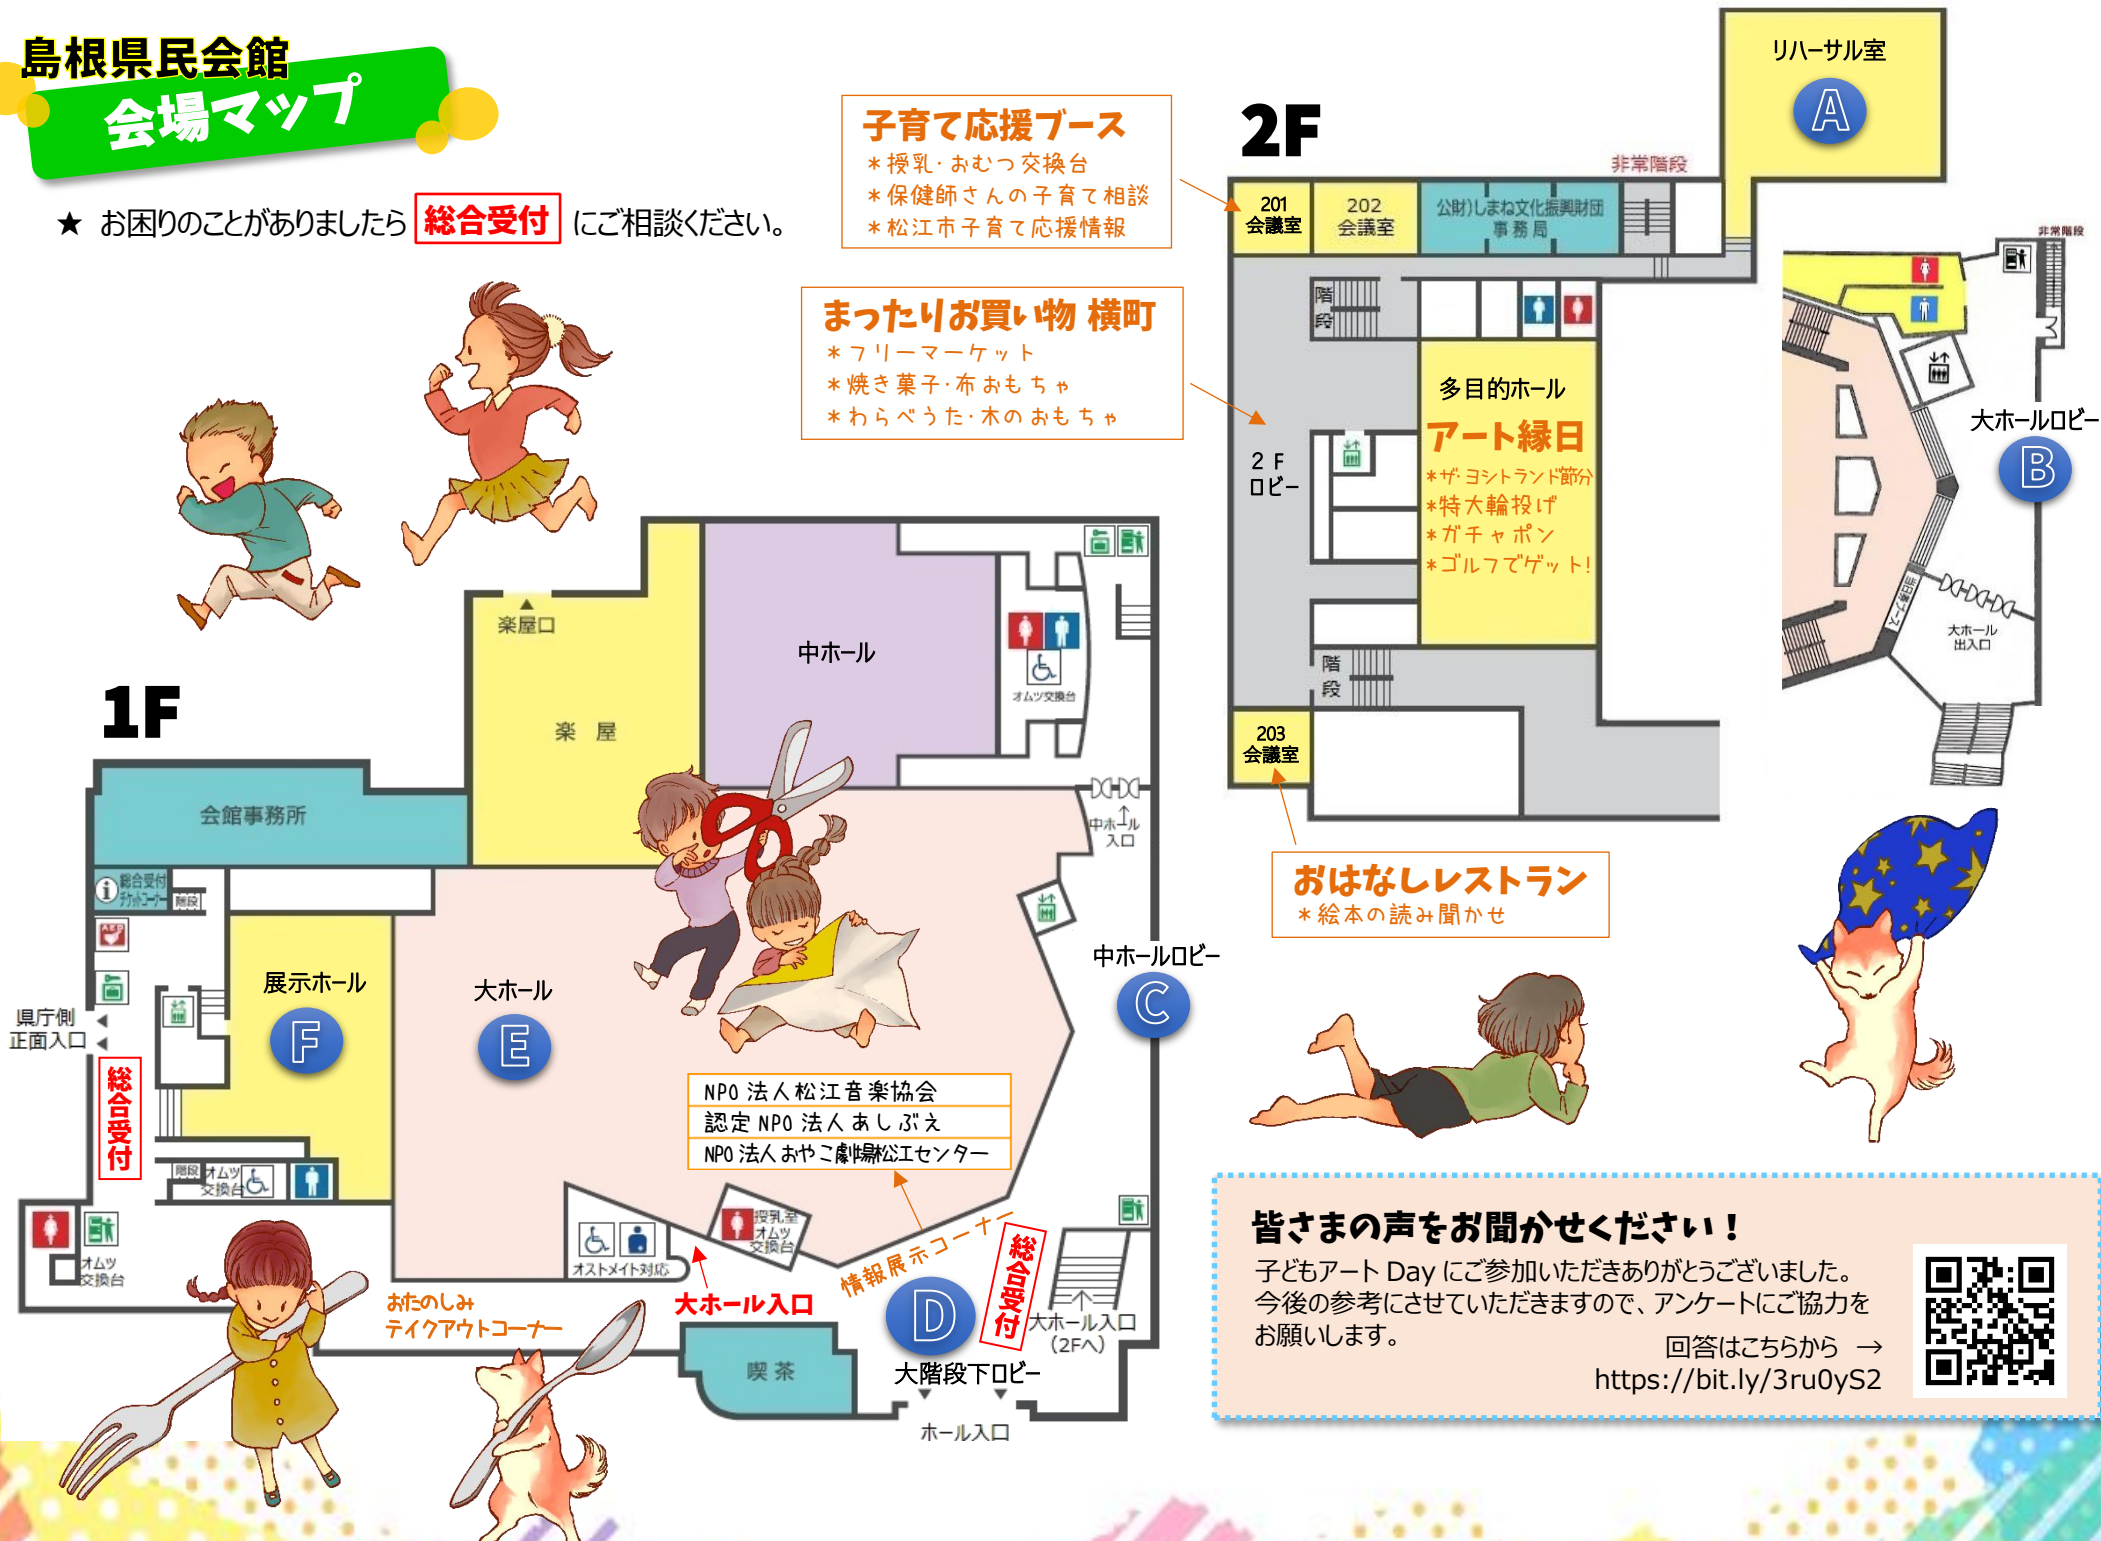 島根県民会館
会場マップ
★ お困りのことがありましたら 総合受付 にご相談ください。
子育て応援ブース
*授乳・おむつ交換台
*保健師さんの子育て相談
*松江市子育て応援情報
まったりお買い物 横町
*フリーマーケット
*焼き菓子・布おもちゃ
*わらべうた・木のおもちゃ
2F
リハーサル室
A
非常階段
201
会議室
202
会議室
公財)しまね文化振興財団
事務局
階段
多目的ホール
アート縁日
*ザ・ヨシトランド節分
*特大輪投げ
*ガチャポン
*ゴルフでゲット!
2F
ロビー
階段
203
会議室
おはなしレストラン
*絵本の読み聞かせ
非常階段
大ホールロビー
B
当日券ブース
大ホール
出入口
1F
楽屋口
楽屋
中ホール
オムツ交換台
中ホール
入口
会館事務所
総合受付
チケットコーナー
階段
AED
県庁側
正面入口
総合受付
展示ホール
F
大ホール
E
中ホールロビー
C
NPO 法人松江音楽協会
認定 NPO 法人あしぶえ
NPO 法人おやこ劇場松江センター
階段
オムツ
交換台
オムツ
交換台
オストメイト対応
授乳室
オムツ
交換台
情報展示コーナー
総合受付
おたのしみ
テイクアウトコーナー
大ホール入口
D
大階段下ロビー
大ホール入口
(2Fへ)
喫茶
ホール入口
皆さまの声をお聞かせください!
子どもアート Day にご参加いただきありがとうございました。
今後の参考にさせていただきますので、アンケートにご協力を
お願いします。
回答はこちらから →
https://bit.ly/3ru0yS2